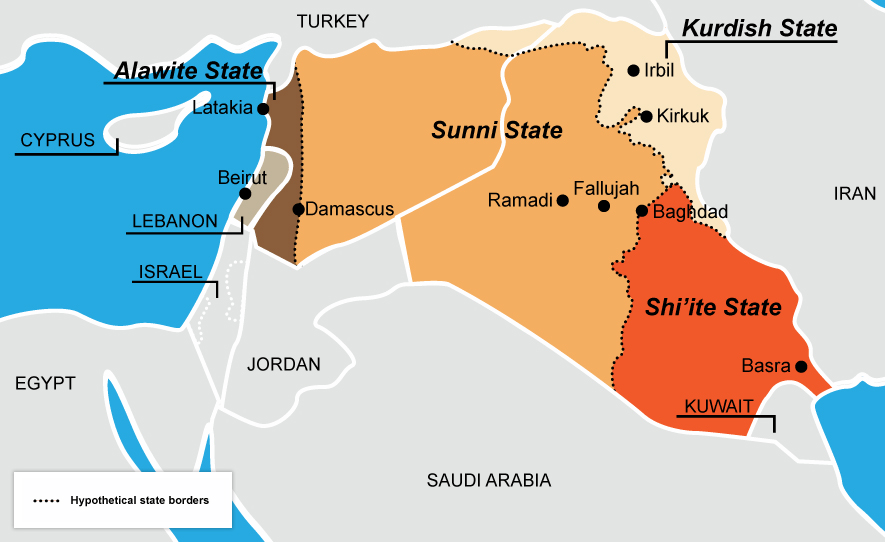 TURKEY
Kurdish State
Alawite State
Irbil
Latakia
Kirkuk
CYPRUS
Sunni State
Beirut
Fallujah
IRAN
Ramadi
Damascus
Baghdad
LEBANON
ISRAEL
Shi’ite State
JORDAN
Basra
EGYPT
KUWAIT
SAUDI ARABIA
Hypothetical state borders